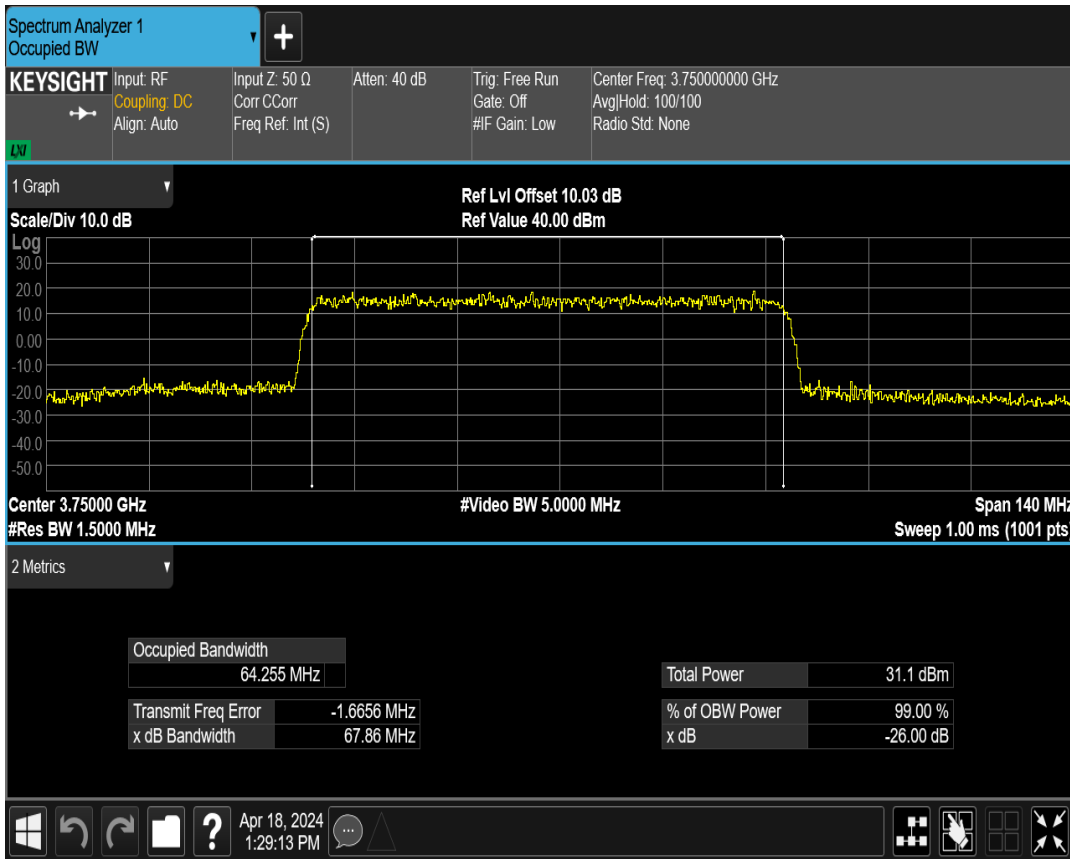 Spectrum Analyzer 1
Occupied BW
KEYSIGHT
LXI
Input: RF
Coupling: DC
Align: Auto
Input Z: 50 Ω
Corr CCorr
Freq Ref: Int (S)
Atten: 40 dB
Trig: Free Run
Gate: Off
#IF Gain: Low
Center Freq: 3.750000000 GHz
Avg|Hold: 100/100
Radio Std: None
1 Graph
Scale/Div 10.0 dB
Ref Lvl Offset 10.03 dB
Ref Value 40.00 dBm
Log
30.0
20.0
10.0
0.00
-10.0
-20.0
-30.0
-40.0
-50.0
Center 3.75000 GHz
#Video BW 5.0000 MHz
Span 140 MHz
#Res BW 1.5000 MHz
Sweep 1.00 ms (1001 pts)
2 Metrics
Occupied Bandwidth
64.255 MHz
Transmit Freq Error -1.6656 MHz
x dB Bandwidth 67.86 MHz
Total Power 31.1 dBm
% of OBW Power 99.00 %
x dB -26.00 dB
Apr 18, 2024
1:29:13 PM